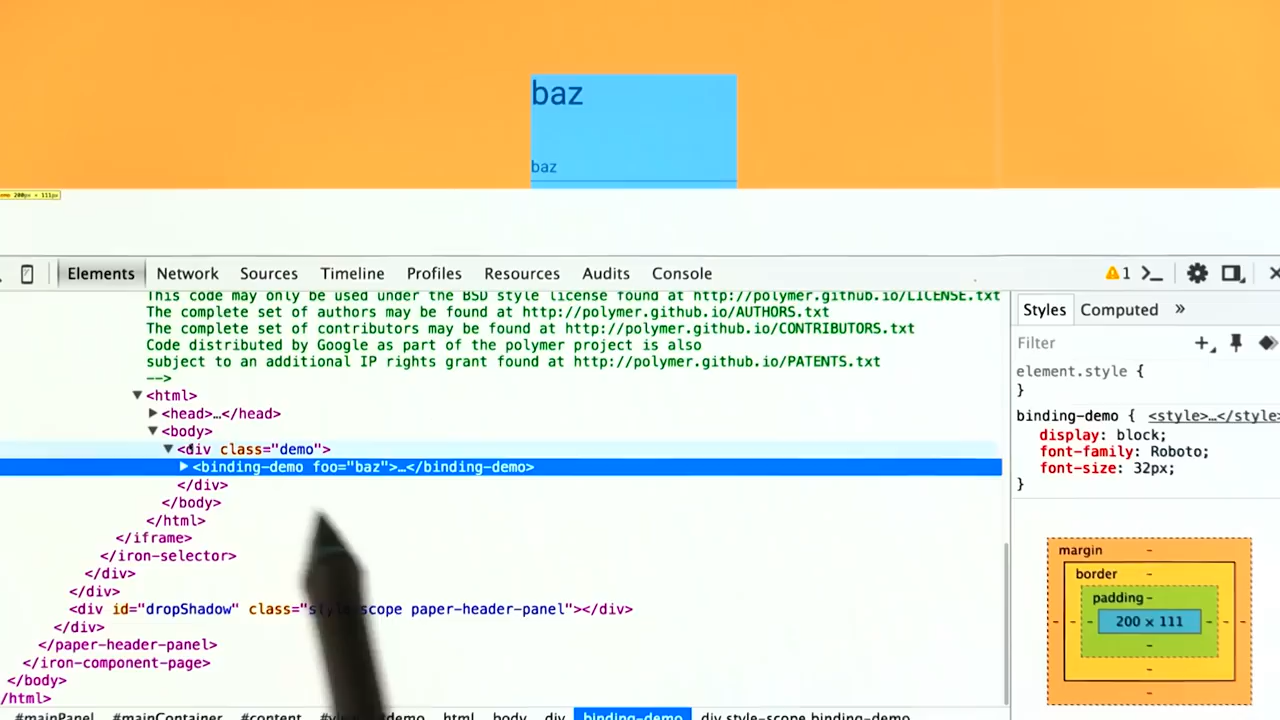 baz
baz
200px × 111px
Elements Network Sources Timeline Profiles Resources Audits Console 1
This code may only be used under the BSD style license found at http://polymer.github.io/LICENSE.txt
The complete set of authors may be found at http://polymer.github.io/AUTHORS.txt
The complete set of contributors may be found at http://polymer.github.io/CONTRIBUTORS.txt
Code distributed by Google as part of the polymer project is also
subject to an additional IP rights grant found at http://polymer.github.io/PATENTS.txt
-->
<html>
<head>…</head>
<body>
<div class="demo">
<binding-demo foo="baz">…</binding-demo>
</div>
</body>
</html>
</iframe>
</iron-selector>
</div>
</div>
<div id="dropShadow" class="style-scope paper-header-panel"></div>
</div>
</paper-header-panel>
</iron-component-page>
</body>
/html>
#mainPanel #mainContainer #content demo html body div binding-demo div.style-scope.binding-demo
Styles Computed »
Filter
element.style {
}
binding-demo { <style>…</style>
display: block;
font-family: Roboto;
font-size: 32px;
}
margin -
border -
padding -
- - - 200 × 111 - - -
-
-
-